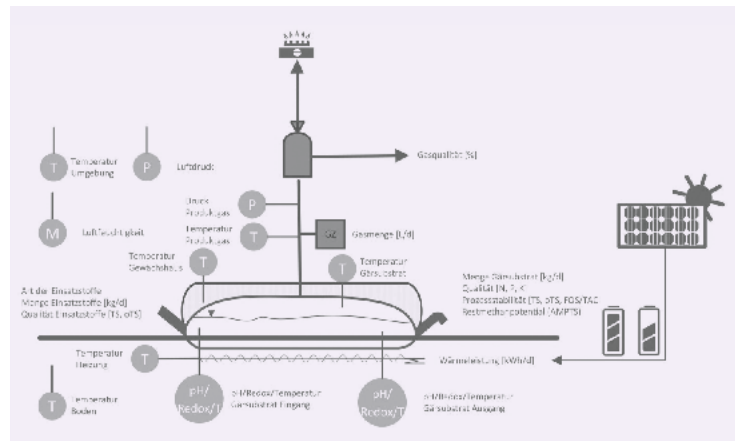 Gasqualität [%]
T
Temperatur
Umgebung
P
Luftdruck
M
Luftfeuchtigkeit
Druck
Produktgas
P
Temperatur
Produktgas
T
GZ
Gasmenge [L/d]
Temperatur
Gewächshaus
T
T
Temperatur
Gärsubstrat
Art der Einsatzstoffe
Menge Einsatzstoffe [kg/d]
Qualität Einsatzstoffe [TS, oTS]
Menge Gärsubstrat [kg/d]
Qualität [N, P, K
Prozessstabilität [TS, oTS, FOS/TAC
Restmethanpotential [AMPTS]
Temperatur
Heizung
T
Wärmeleistung [kWh/d]
T
Temperatur
Boden
pH/
Redox/T
pH/Redox/Temperatur
Gärsubstrat Eingang
pH/
Redox/T
pH/Redox/Temperatur
Gärsubstrat Ausgang